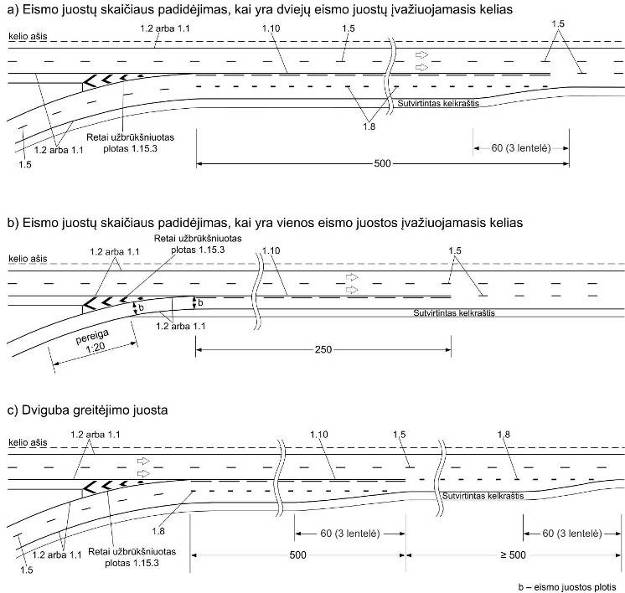 a) Eismo juostų skaičiaus padidėjimas, kai yra dviejų eismo juostų įvažiuojamasis kelias
1.2 arba 1.1
1.10
1.5
1.5
kelio ašis
Sutvirtintas kelkraštis
1.8
Retai užbrūkšniuotas
plotas 1.15.3
1.2 arba 1.1
1.5
60 (3 lentelė)
500
b) Eismo juostų skaičiaus padidėjimas, kai yra vienos eismo juostos įvažiuojamasis kelias
Retai užbrūkšniuotas
plotas 1.15.3
1.2 arba 1.1
1.10
1.5
kelio ašis
b
b
Sutvirtintas kelkraštis
1.2 arba 1.1
pereiga
1:20
250
c) Dviguba greitėjimo juosta
1.2 arba 1.1
1.10
1.5
1.8
kelio ašis
Sutvirtintas kelkraštis
1.8
60 (3 lentelė)
60 (3 lentelė)
1.2 arba 1.1
Retai užbrūkšniuotas
plotas 1.15.3
1.5
500
≥ 500
b – eismo juostos plotis